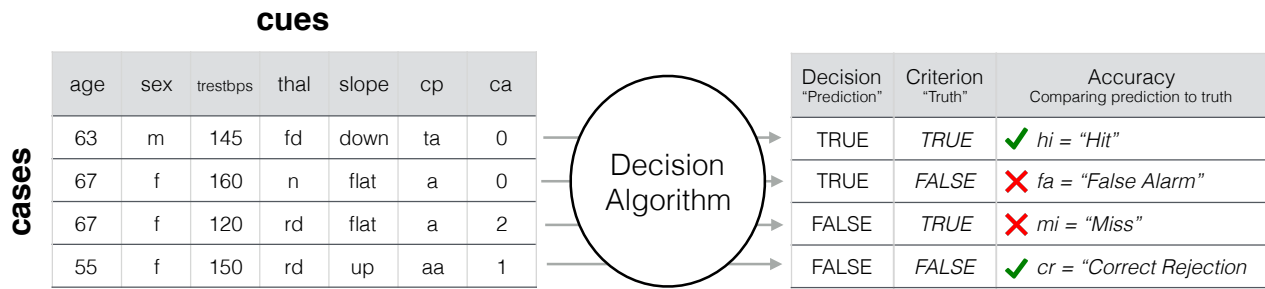 cues
cases
age sex trestbps thal slope cp ca
63 m 145 fd down ta 0
67 f 160 n flat a 0
67 f 120 rd flat a 2
55 f 150 rd up aa 1
Decision
Algorithm
Decision Criterion Accuracy
"Prediction" "Truth" Comparing prediction to truth
TRUE TRUE hi = “Hit”
TRUE FALSE fa = “False Alarm”
FALSE TRUE mi = “Miss”
FALSE FALSE cr = “Correct Rejection